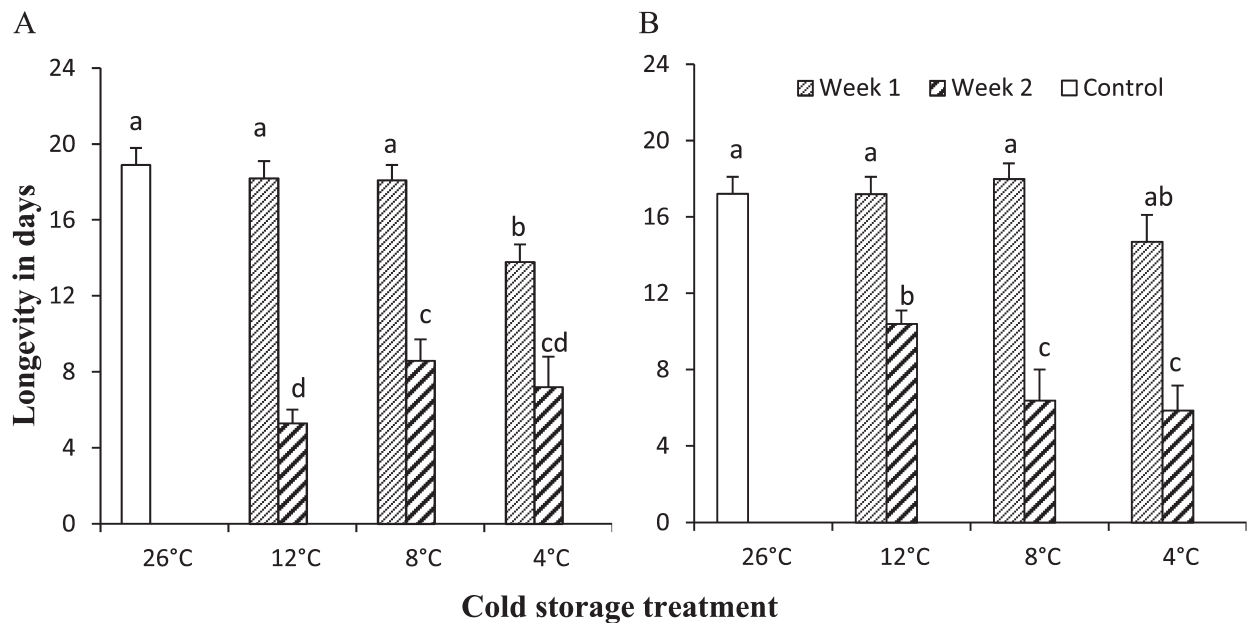 A
B
24
20
16
12
8
4
0
Longevity in days
a
a
a
b
d
c
cd
26°C
12°C
8°C
4°C
24
20
16
12
8
4
0
Week 1
Week 2
Control
a
a
a
ab
b
c
c
26°C
12°C
8°C
4°C
Cold storage treatment